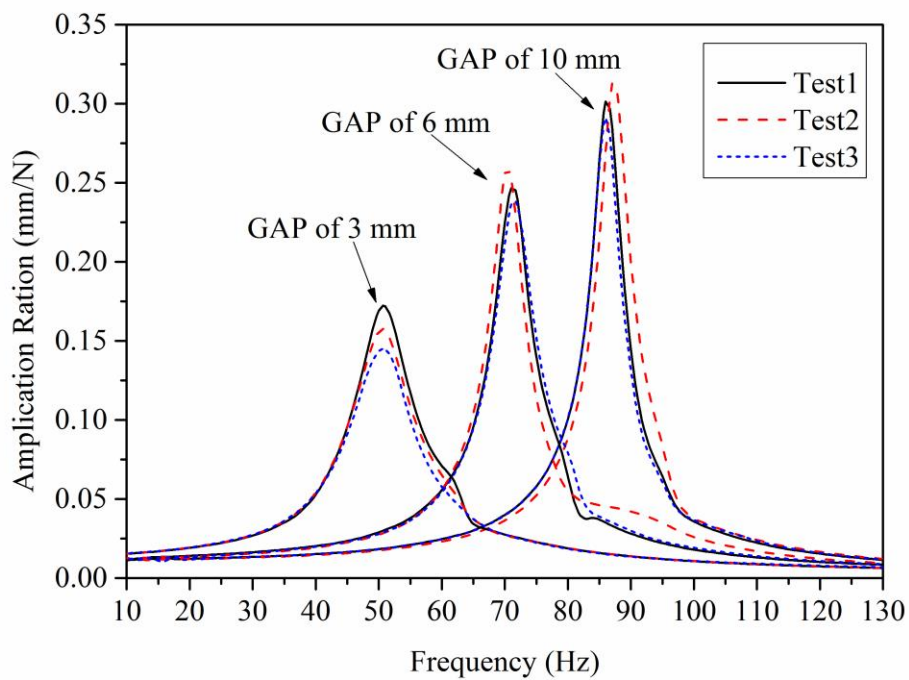 0.35
0.30
0.25
0.20
0.15
0.10
0.05
0.00
Amplication Ration (mm/N)
GAP of 10 mm
GAP of 6 mm
GAP of 3 mm
Test1
Test2
Test3
10 20 30 40 50 60 70 80 90 100 110 120 130
Frequency (Hz)